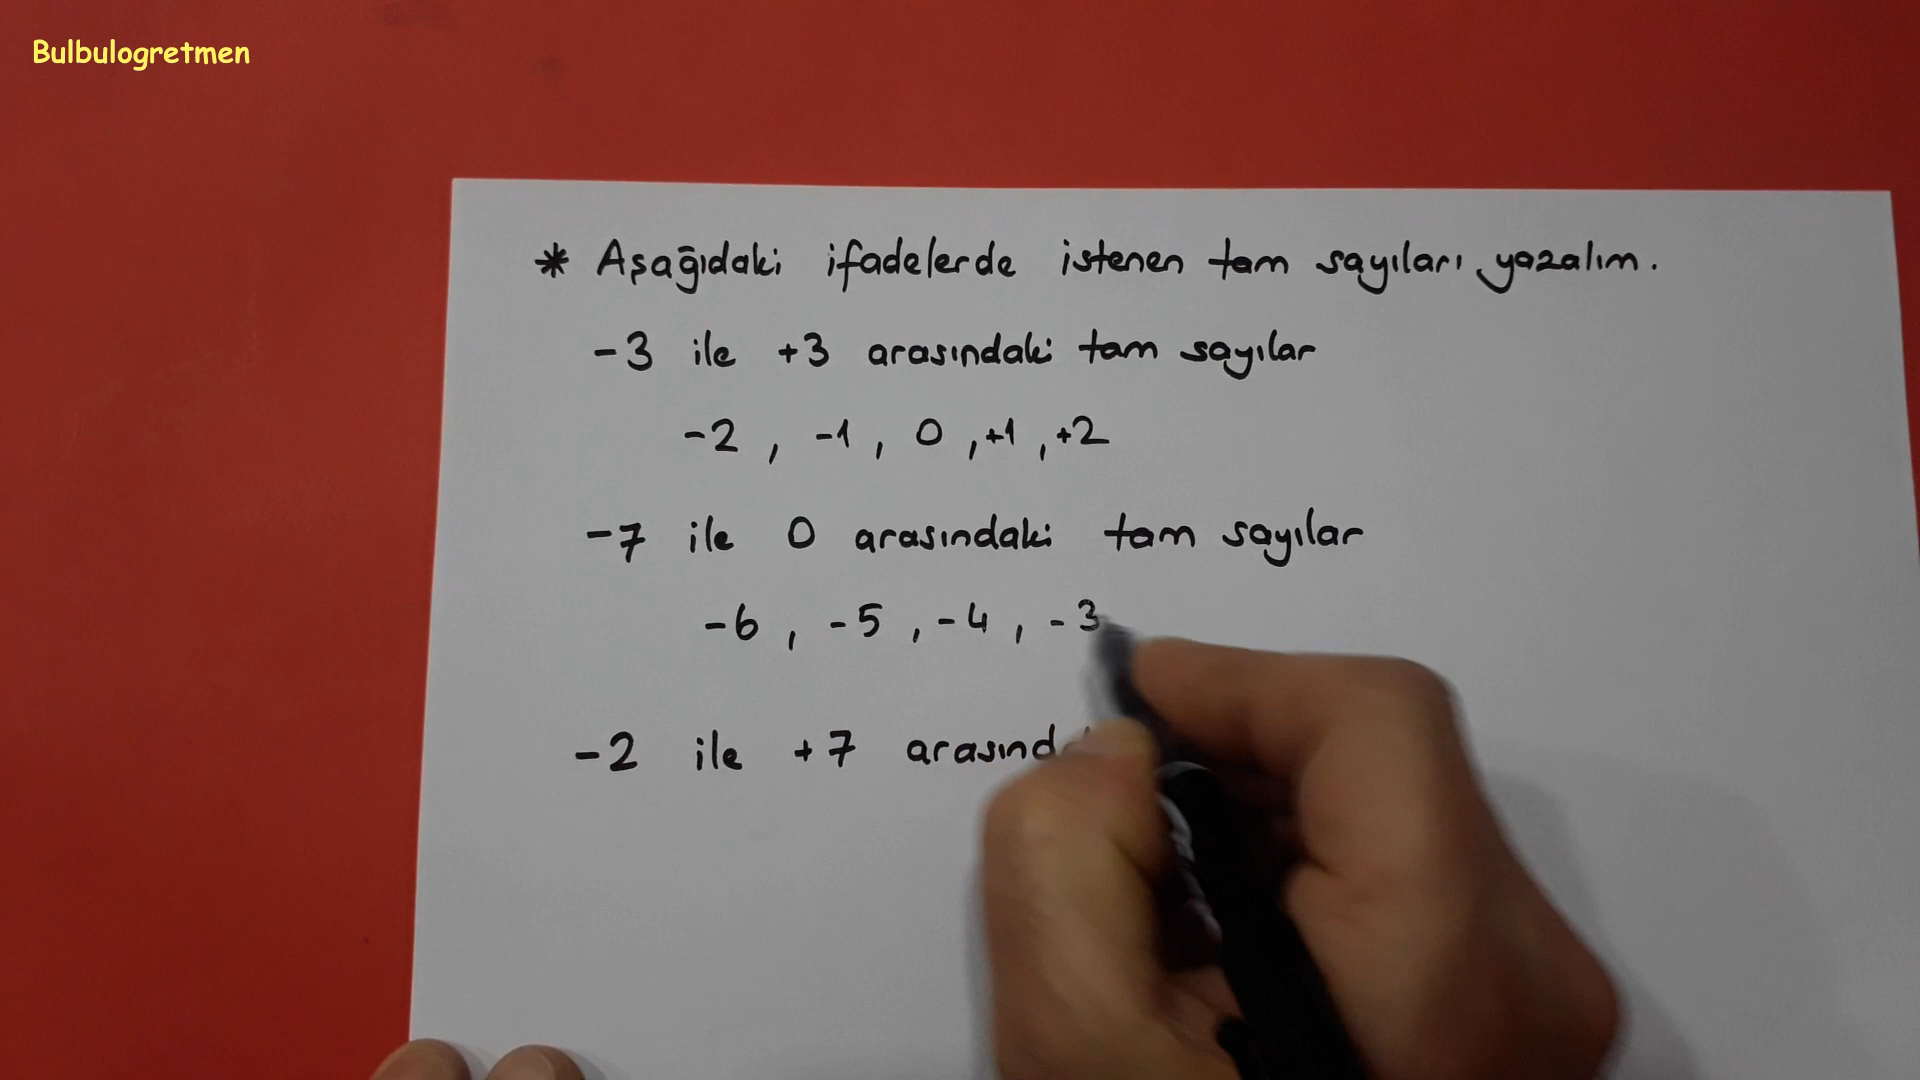 Bulbulogretmen
* Aşağıdaki ifadelerde istenen tam sayıları yazalım.
-3 ile +3 arasındaki tam sayılar
-2 , -1 , 0 , +1 , +2
-7 ile 0 arasındaki tam sayılar
-6 , -5 , -4 , -3
-2 ile +7